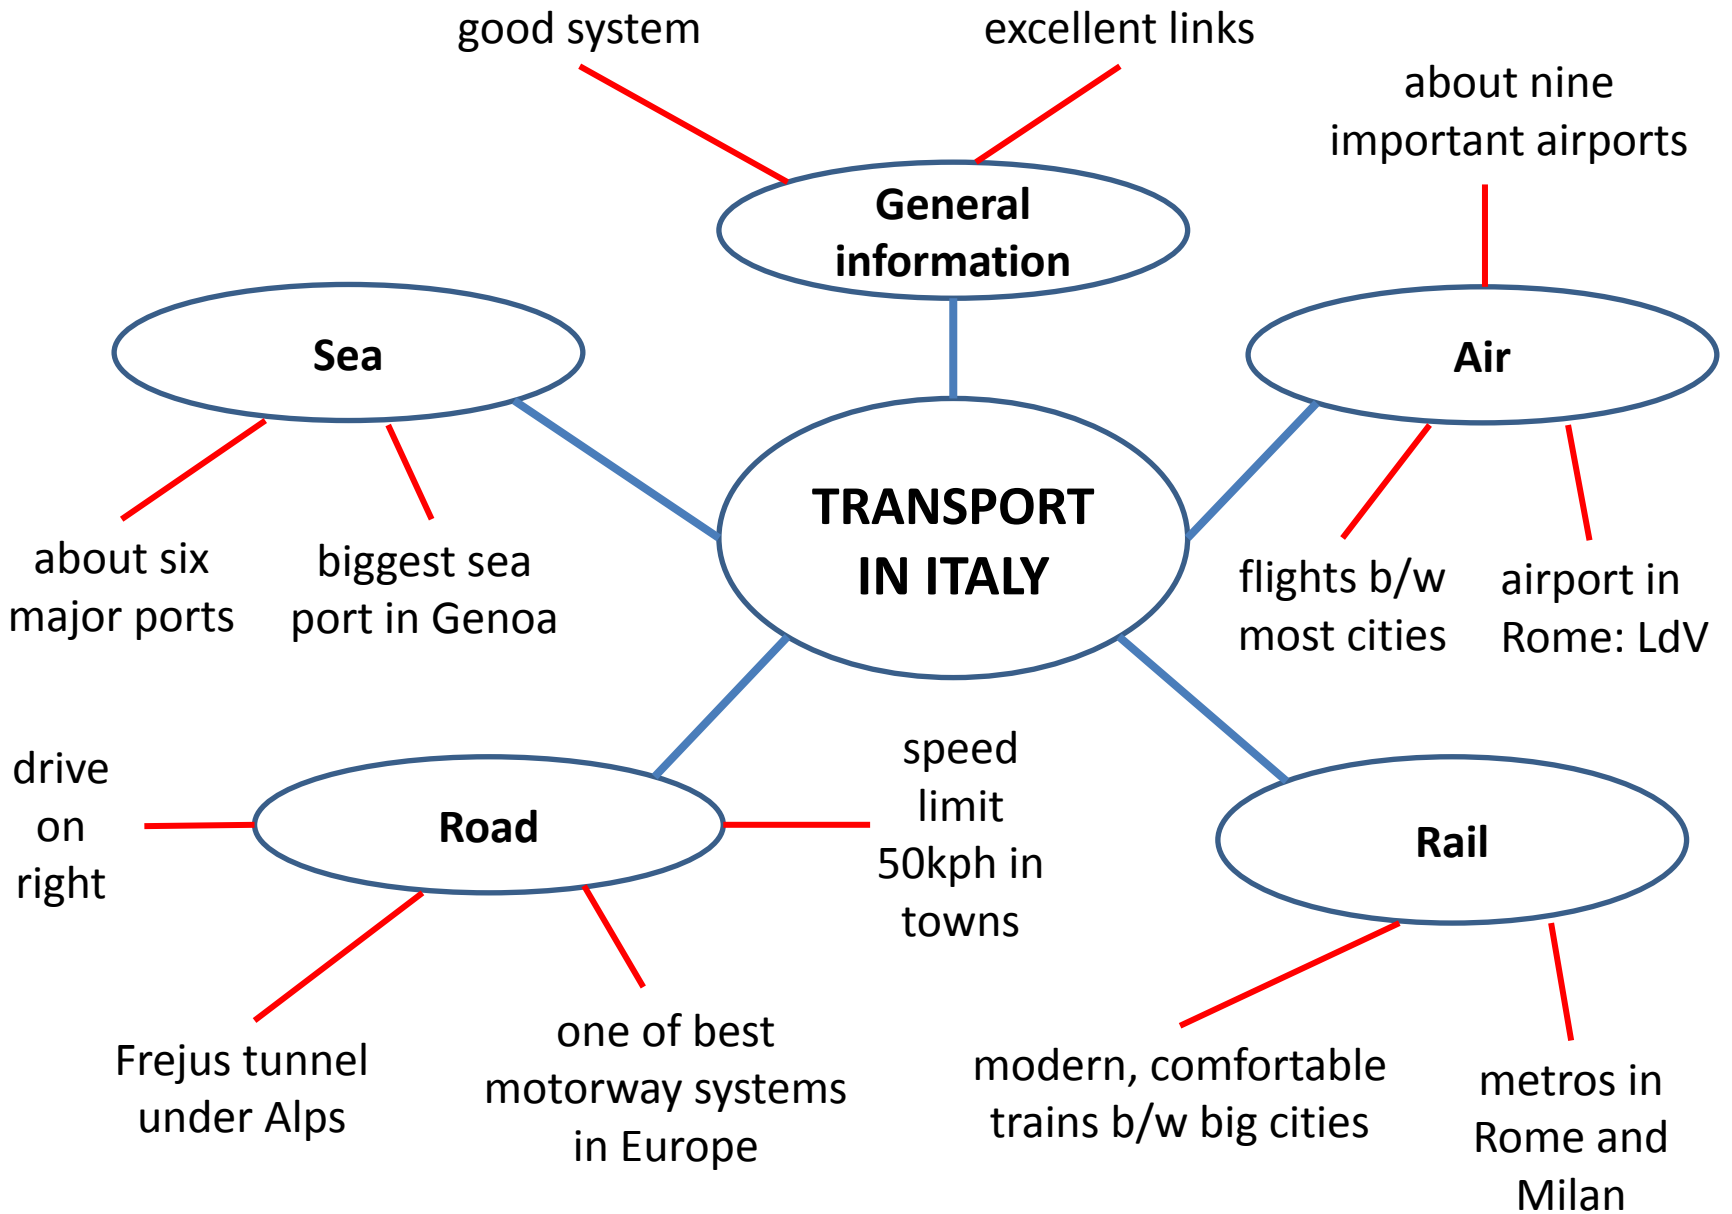 good system
excellent links
about nine
important airports
General
information
Sea
Air
TRANSPORT
IN ITALY
about six
major ports
biggest sea
port in Genoa
flights b/w
most cities
airport in
Rome: LdV
drive
on
right
Road
speed
limit
50kph in
towns
Rail
Frejus tunnel
under Alps
one of best
motorway systems
in Europe
modern, comfortable
trains b/w big cities
metros in
Rome and
Milan